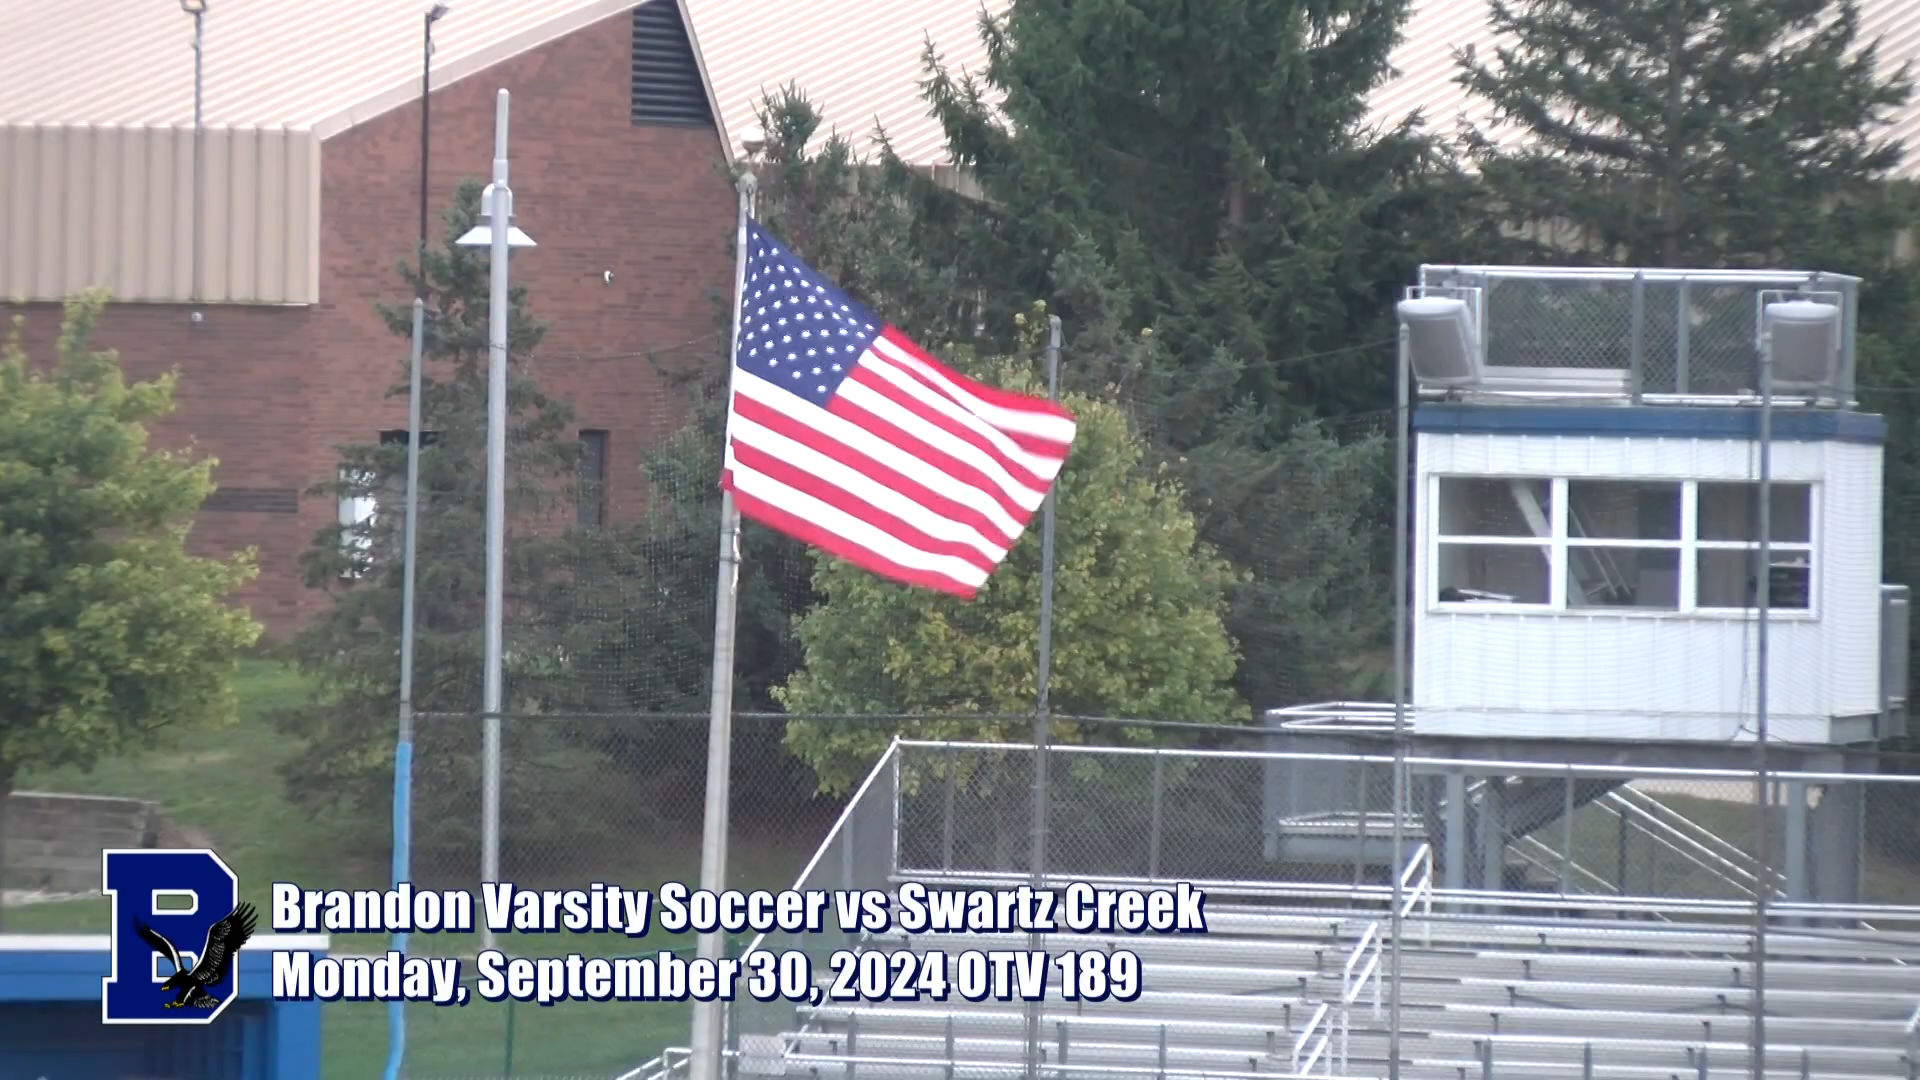 B
Brandon Varsity Soccer vs Swartz Creek
Monday, September 30, 2024 OTV 189